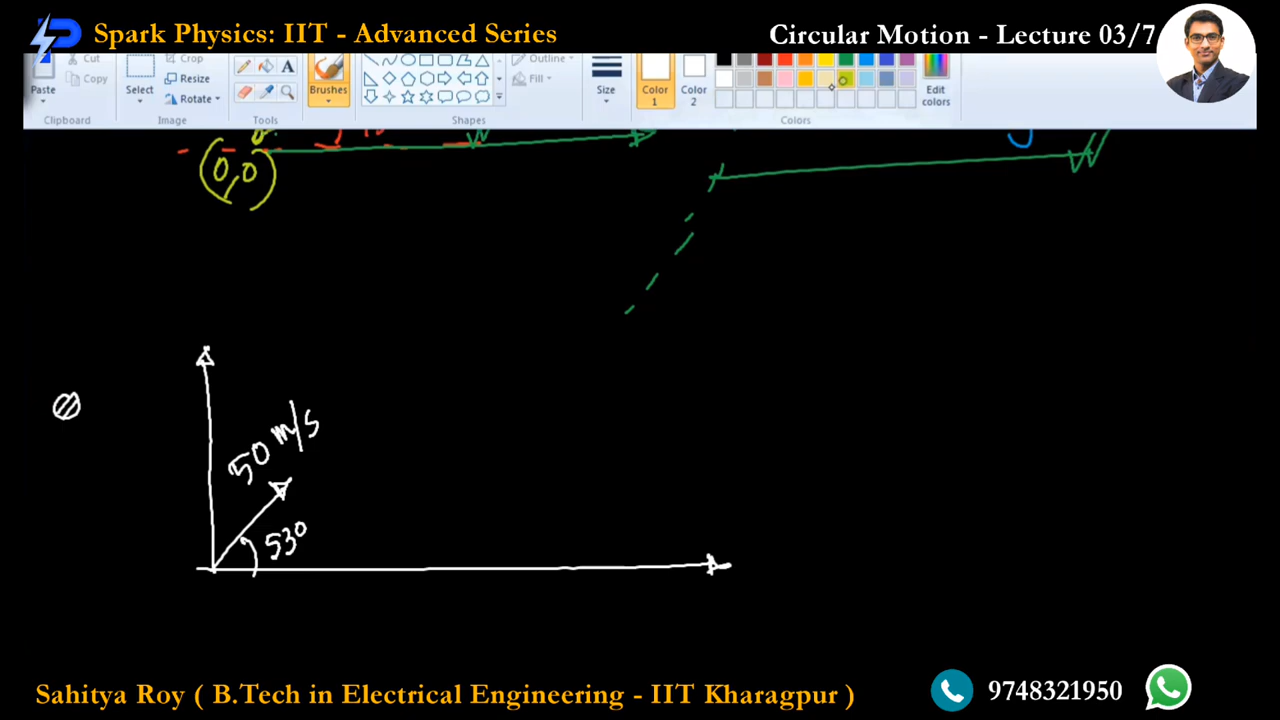 Spark Physics: IIT - Advanced Series
Circular Motion - Lecture 03/7
Paste
Cut
Copy
Clipboard
Select
Crop
Resize
Rotate
Image
Tools
Brushes
Shapes
Outline
Fill
Size
Color 1
Color 2
Colors
Edit colors
(0,0)
50 m/s
53°
Sahitya Roy ( B.Tech in Electrical Engineering - IIT Kharagpur )
9748321950